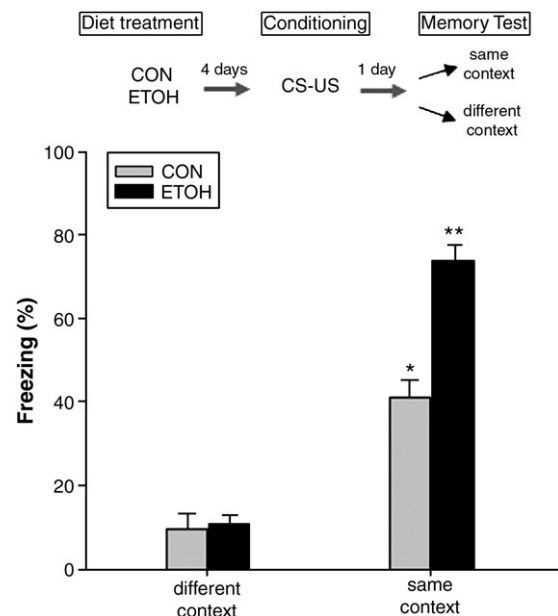 Diet treatment Conditioning Memory Test
CON 4 days CS-US 1 day same
ETOH context
different
context
100
CON
ETOH
80
**
60
*
40
20
0
Freezing (%)
different same
context context